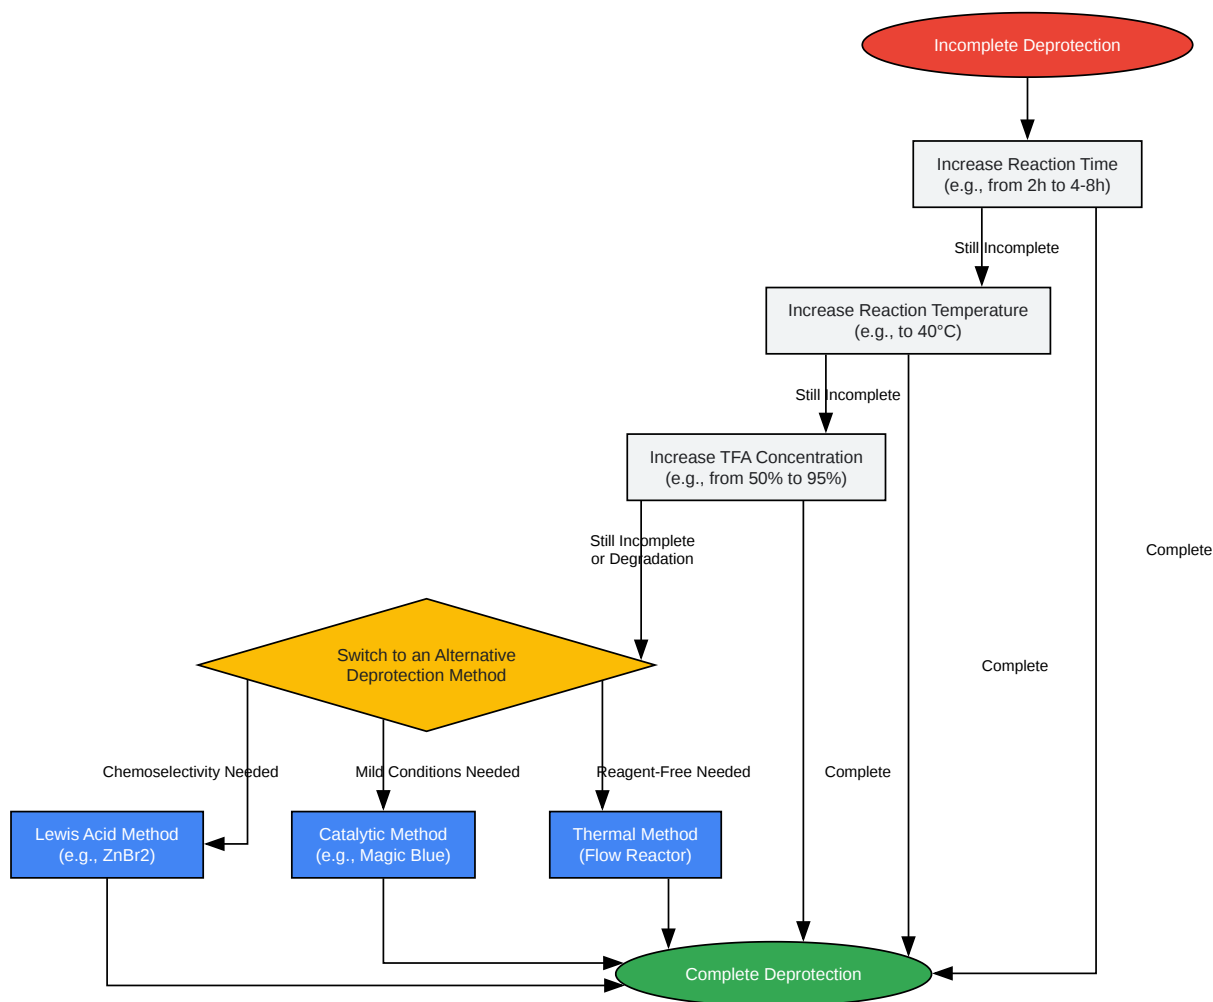 Incomplete Deprotection
Increase Reaction Time
(e.g., from 2h to 4-8h)
Still Incomplete
Increase Reaction Temperature
(e.g., to 40°C)
Still Incomplete
Increase TFA Concentration
(e.g., from 50% to 95%)
Still Incomplete
or Degradation
Complete
Switch to an Alternative
Deprotection Method
Complete
Chemoselectivity Needed
Mild Conditions Needed
Reagent-Free Needed
Complete
Lewis Acid Method
(e.g., ZnBr2)
Catalytic Method
(e.g., Magic Blue)
Thermal Method
(Flow Reactor)
Complete Deprotection